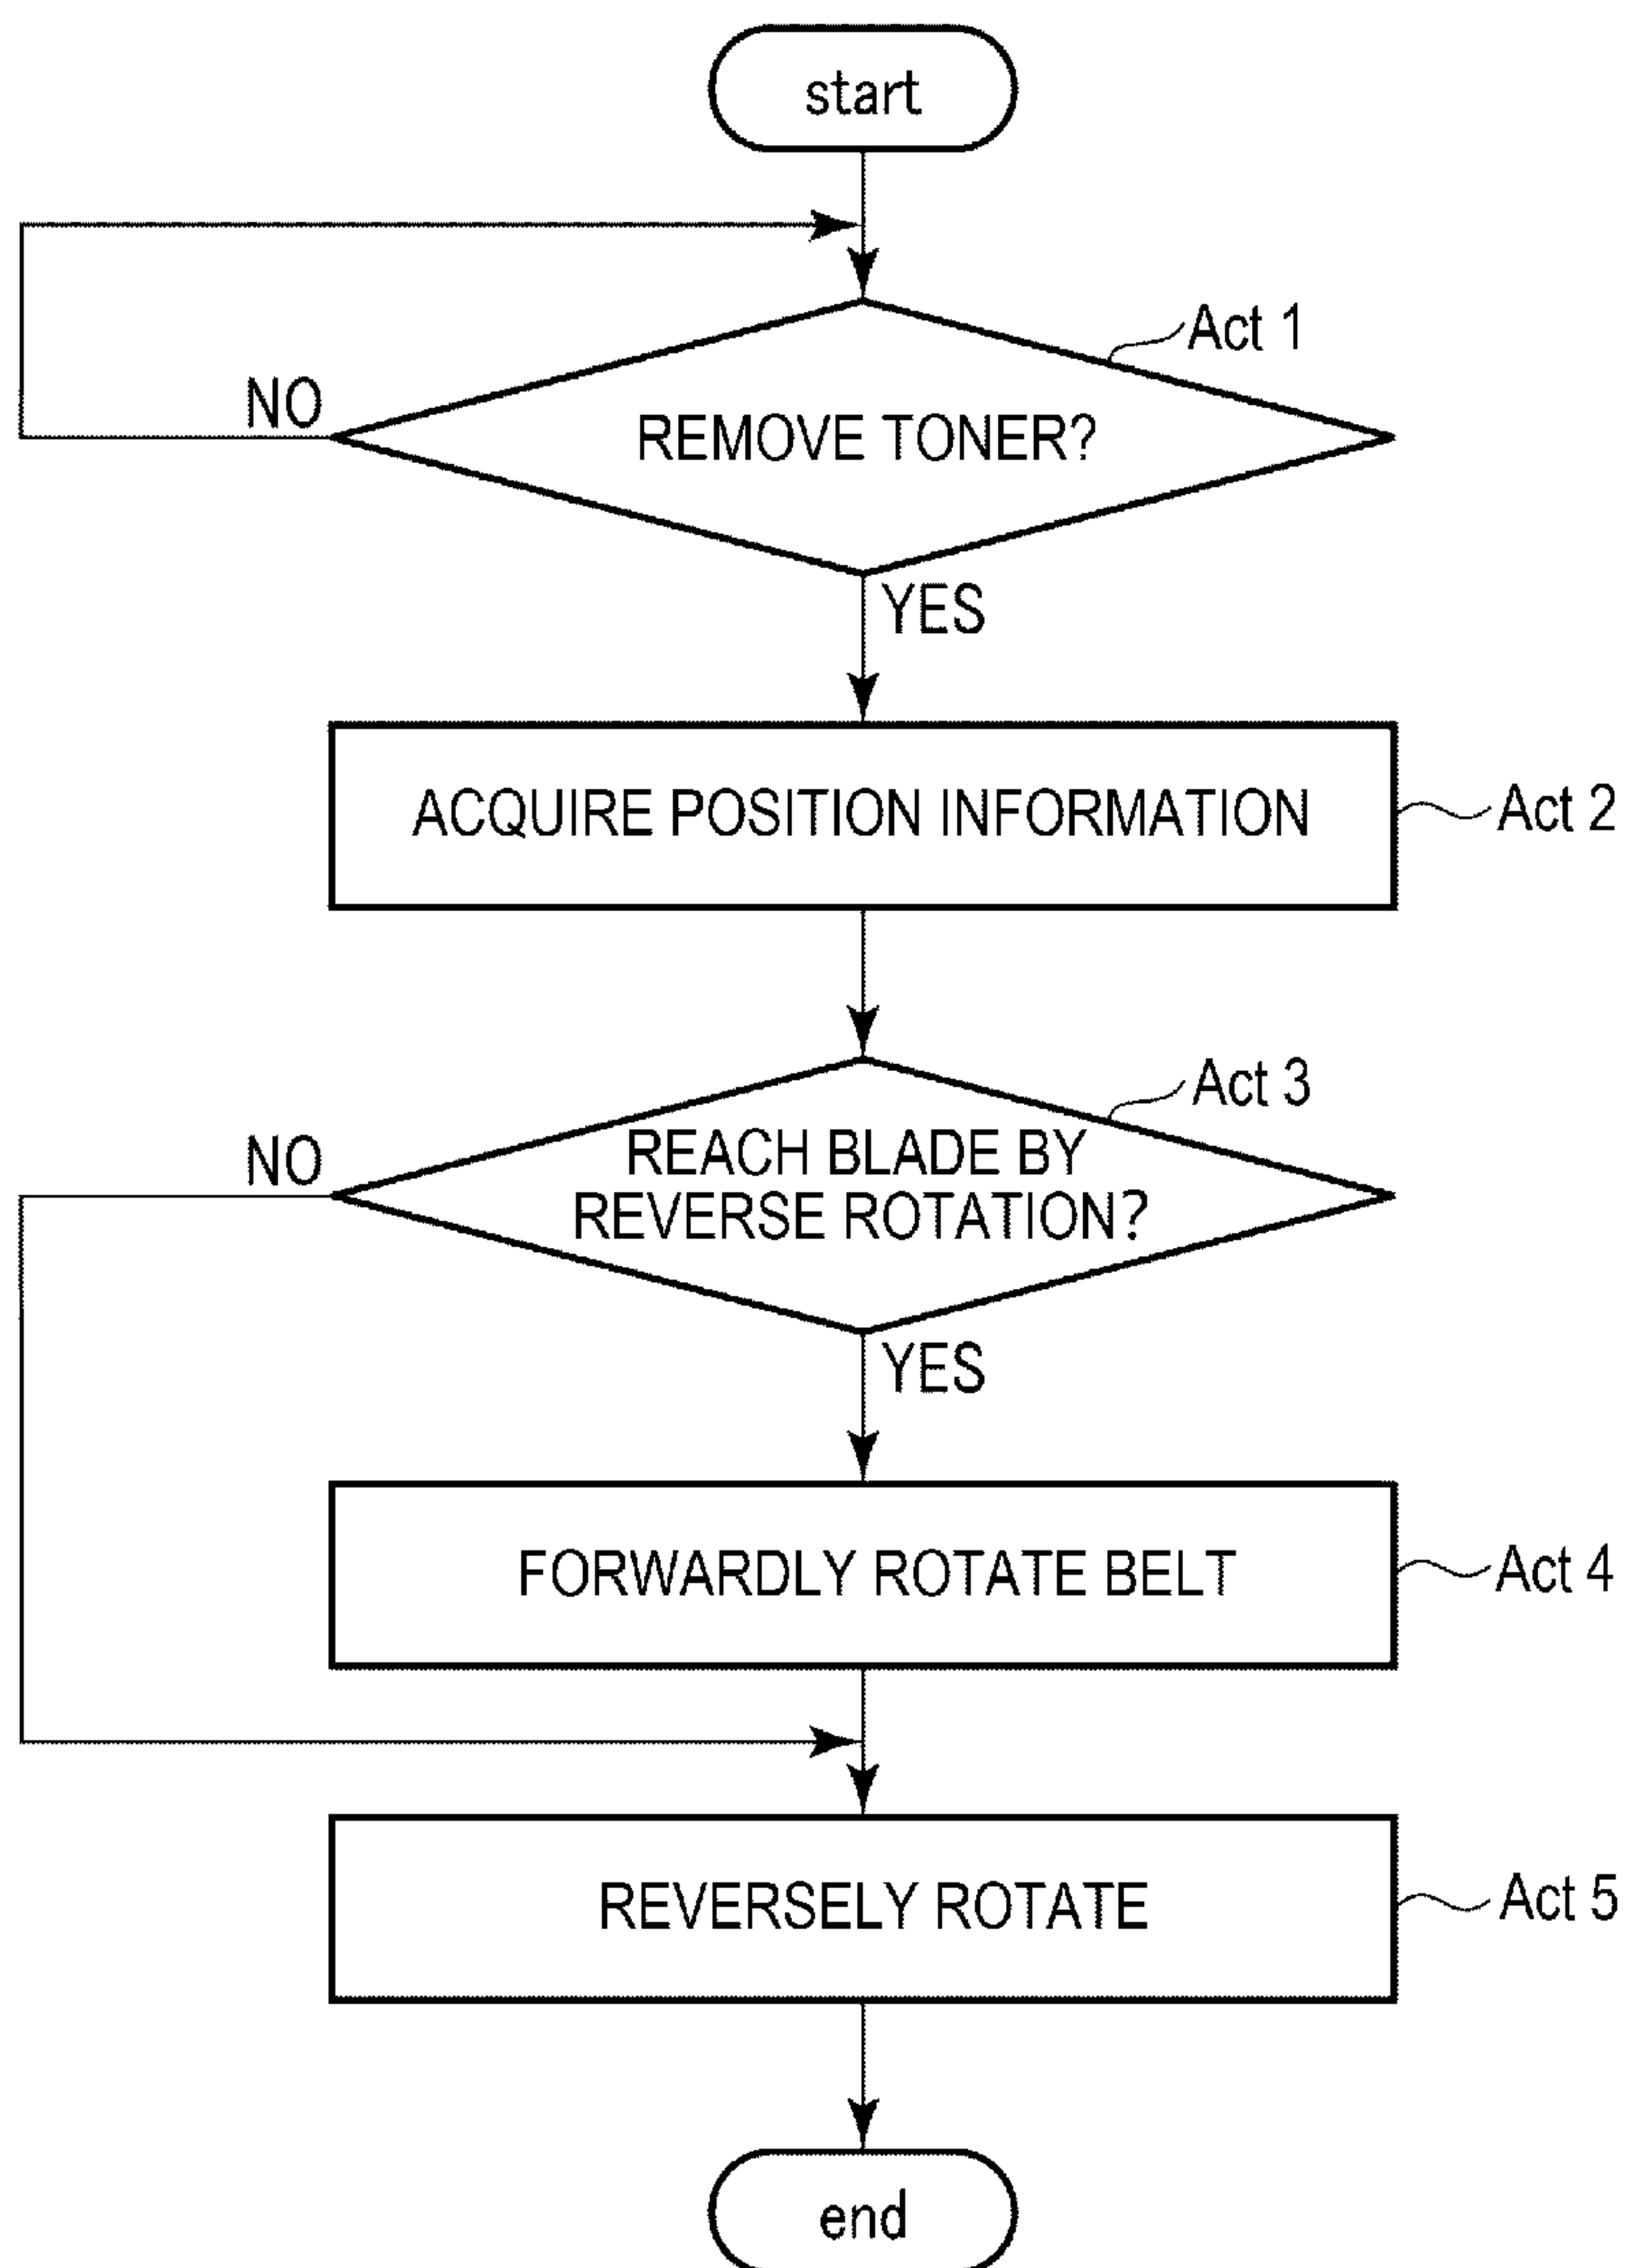 start
Act 1
NO
REMOVE TONER?
YES
ACQUIRE POSITION INFORMATION
Act 2
Act 3
NO
REACH BLADE BY
REVERSE ROTATION?
YES
FORWARDLY ROTATE BELT
Act 4
REVERSELY ROTATE
Act 5
end